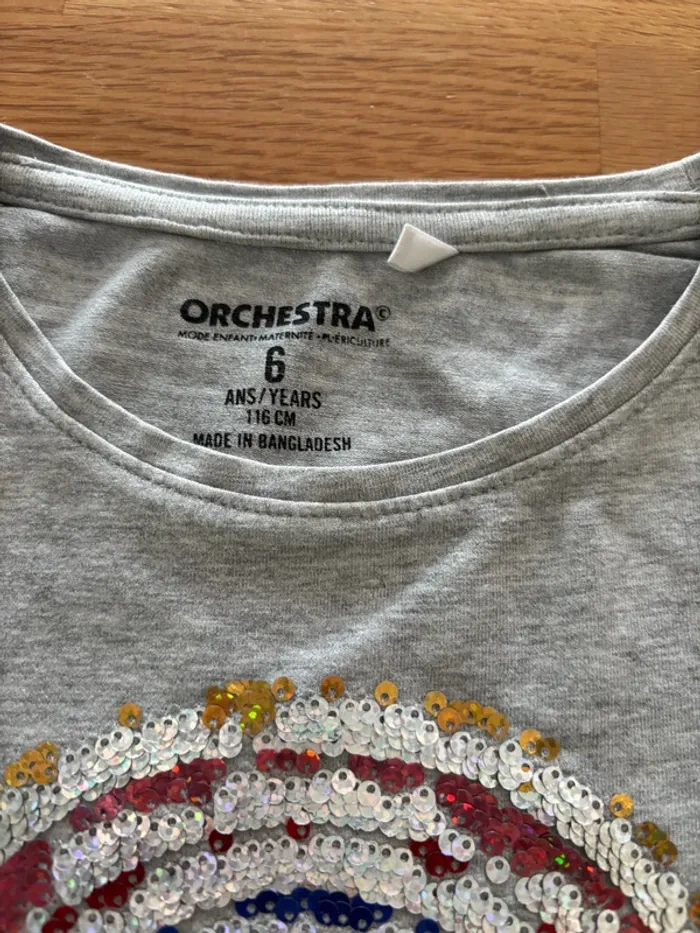 ORCHESTRA©
MODE ENFANT•MATERNITÉ•PUÉRICULTURE
6
ANS/YEARS
116 CM
MADE IN BANGLADESH